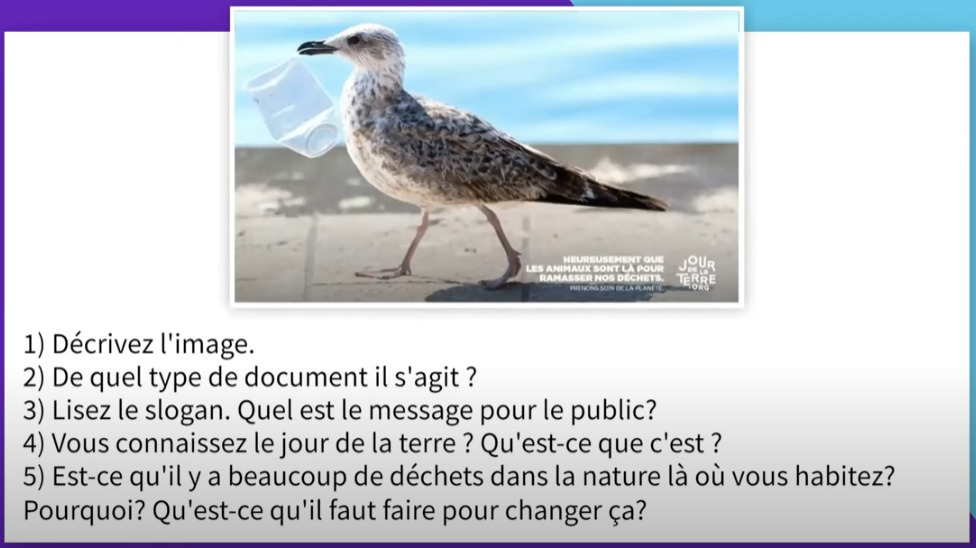 HEUREUSEMENT QUE
LES ANIMAUX SONT LÀ POUR
RAMASSER NOS DÉCHETS.
PRENONS SOIN DE LA PLANÈTE.
JOUR
DE LA
TERRE
.ORG
1) Décrivez l'image.
2) De quel type de document il s'agit ?
3) Lisez le slogan. Quel est le message pour le public?
4) Vous connaissez le jour de la terre ? Qu'est-ce que c'est ?
5) Est-ce qu'il y a beaucoup de déchets dans la nature là où vous habitez?
Pourquoi? Qu'est-ce qu'il faut faire pour changer ça?